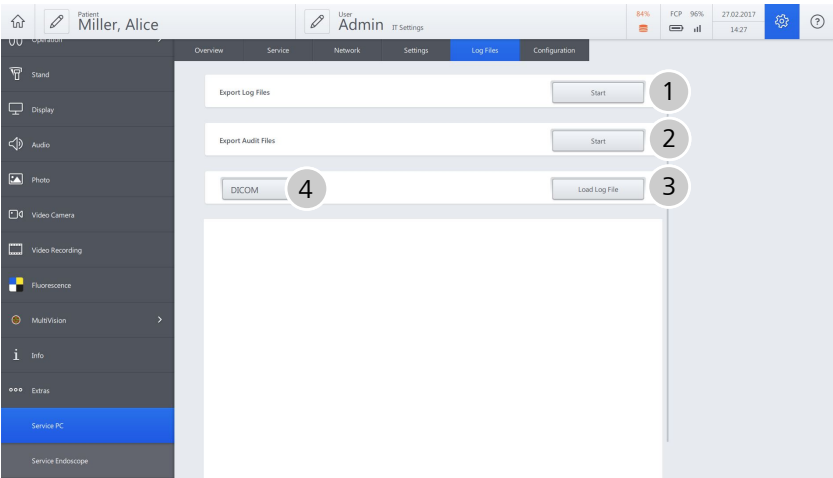 Patient
Miller, Alice
User
Admin IT Settings
84%
FCP 96%
27.02.2017
14:27
?
Operation
Overview Service Network Settings Log Files Configuration
Stand
Export Log Files Start 1
Display
Export Audit Files Start 2
Audio
Photo
DICOM 4 Load Log File 3
Video Camera
Video Recording
Fluorescence
MultiVision
i Info
Extras
Service PC
Service Endoscope